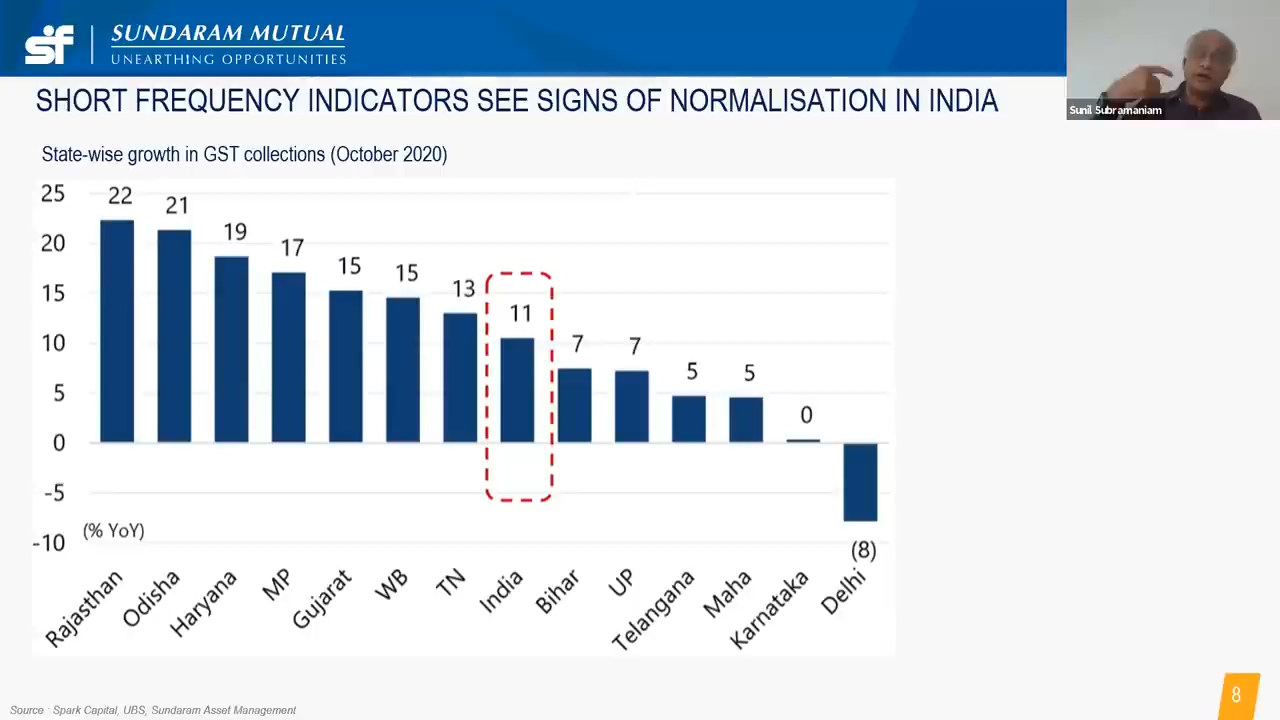 SUNDARAM MUTUAL
UNEARTHING OPPORTUNITIES
Sunil Subramaniam
SHORT FREQUENCY INDICATORS SEE SIGNS OF NORMALISATION IN INDIA
State-wise growth in GST collections (October 2020)
25
20
15
10
5
0
-5
-10
22
21
19
17
15
15
13
11
7
7
5
5
0
(8)
(% YoY)
Rajasthan
Odisha
Haryana
MP
Gujarat
WB
TN
India
Bihar
UP
Telangana
Maha
Karnataka
Delhi
Source : Spark Capital, UBS, Sundaram Asset Management
8